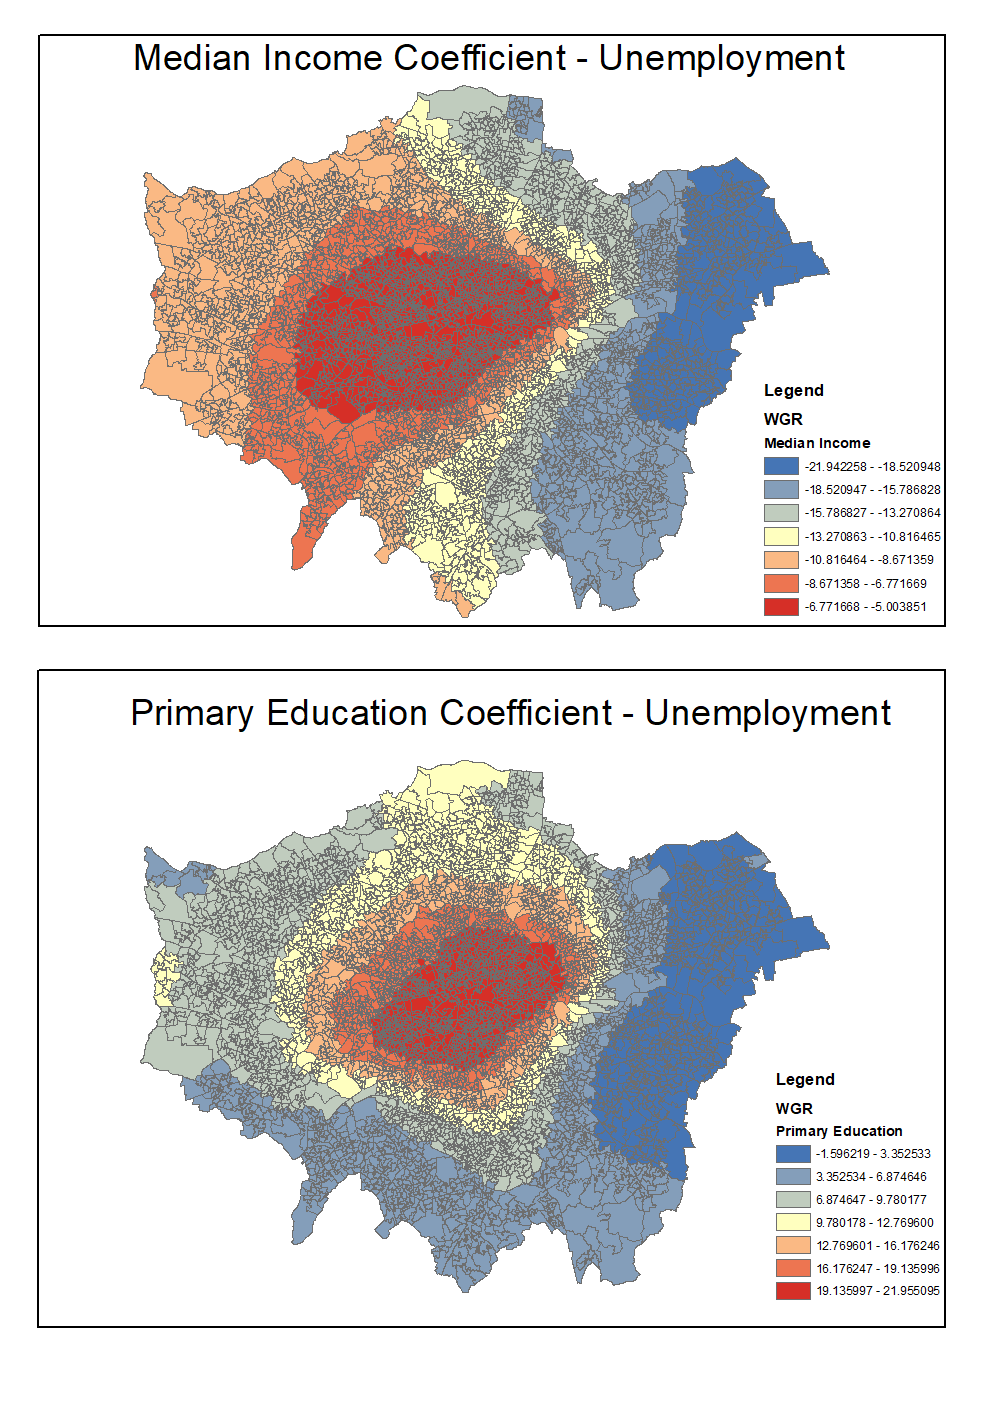 Median Income Coefficient - Unemployment
Legend
WGR
Median Income
-21.942258 - -18.520948
-18.520947 - -15.786828
-15.786827 - -13.270864
-13.270863 - -10.816465
-10.816464 - -8.671359
-8.671358 - -6.771669
-6.771668 - -5.003851
Primary Education Coefficient - Unemployment
Legend
WGR
Primary Education
-1.596219 - 3.352533
3.352534 - 6.874646
6.874647 - 9.780177
9.780178 - 12.769600
12.769601 - 16.176246
16.176247 - 19.135996
19.135997 - 21.955095